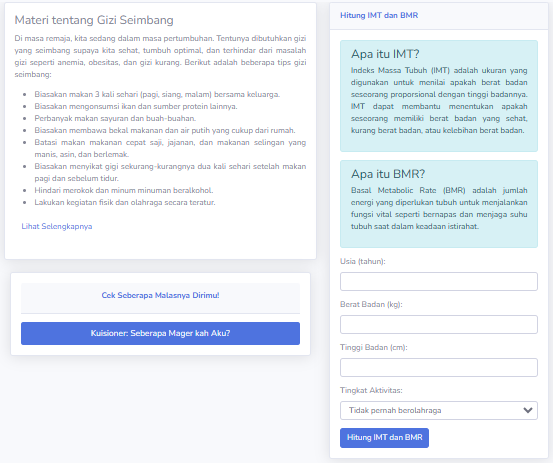 Materi tentang Gizi Seimbang
Di masa remaja, kita sedang dalam masa pertumbuhan. Tentunya dibutuhkan gizi
yang seimbang supaya kita sehat, tumbuh optimal, dan terhindar dari masalah
gizi seperti anemia, obesitas, dan gizi kurang. Berikut adalah beberapa tips gizi
seimbang:
• Biasakan makan 3 kali sehari (pagi, siang, malam) bersama keluarga.
• Biasakan mengonsumsi ikan dan sumber protein lainnya.
• Perbanyak makan sayuran dan buah-buahan.
• Biasakan membawa bekal makanan dan air putih yang cukup dari rumah.
• Batasi makan makanan cepat saji, jajanan, dan makanan selingan yang
manis, asin, dan berlemak.
• Biasakan menyikat gigi sekurang-kurangnya dua kali sehari setelah makan
pagi dan sebelum tidur.
• Hindari merokok dan minum minuman beralkohol.
• Lakukan kegiatan fisik dan olahraga secara teratur.
Lihat Selengkapnya
Cek Seberapa Malasnya Dirimu!
Kuisioner: Seberapa Mager kah Aku?
Hitung IMT dan BMR
Apa itu IMT?
Indeks Massa Tubuh (IMT) adalah ukuran yang
digunakan untuk menilai apakah berat badan
seseorang proporsional dengan tinggi badannya.
IMT dapat membantu menentukan apakah
seseorang memiliki berat badan yang sehat,
kurang berat badan, atau kelebihan berat badan.
Apa itu BMR?
Basal Metabolic Rate (BMR) adalah jumlah
energi yang diperlukan tubuh untuk menjalankan
fungsi vital seperti bernapas dan menjaga suhu
tubuh saat dalam keadaan istirahat.
Usia (tahun):
Berat Badan (kg):
Tinggi Badan (cm):
Tingkat Aktivitas:
Tidak pernah berolahraga
Hitung IMT dan BMR